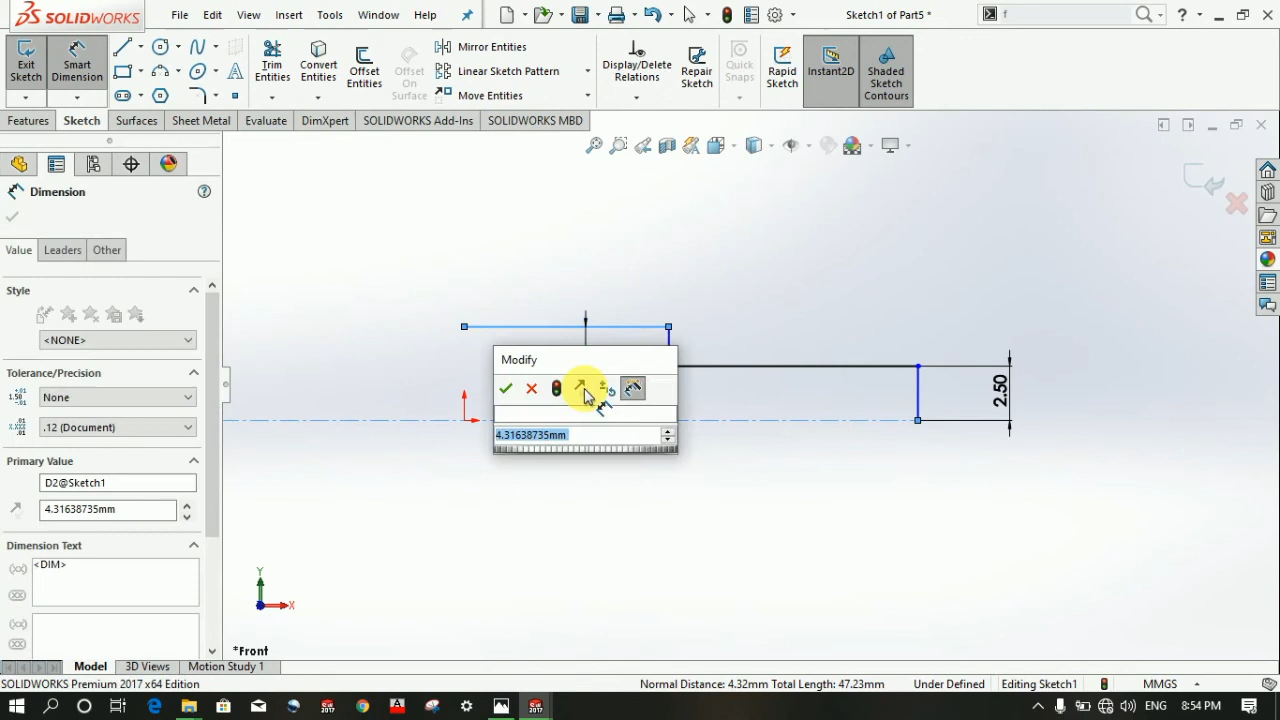 SOLIDWORKS
File Edit View Insert Tools Window Help
Sketch1 of Part5 *
f
Exit Sketch
Smart Dimension
Trim Entities
Convert Entities
Offset Entities
Offset On Surface
Mirror Entities
Linear Sketch Pattern
Move Entities
Display/Delete Relations
Repair Sketch
Quick Snaps
Rapid Sketch
Instant2D
Shaded Sketch Contours
Features Sketch Surfaces Sheet Metal Evaluate DimXpert SOLIDWORKS Add-Ins SOLIDWORKS MBD
Dimension
Value Leaders Other
Style
<NONE>
Tolerance/Precision
None
.12 (Document)
Primary Value
D2@Sketch1
4.31638735mm
Dimension Text
<DIM>
Modify
4.31638735mm
2.50
Y
X
*Front
Model 3D Views Motion Study 1
SOLIDWORKS Premium 2017 x64 Edition
Normal Distance: 4.32mm Total Length: 47.23mm Under Defined Editing Sketch1 MMGS
ENG 8:54 PM